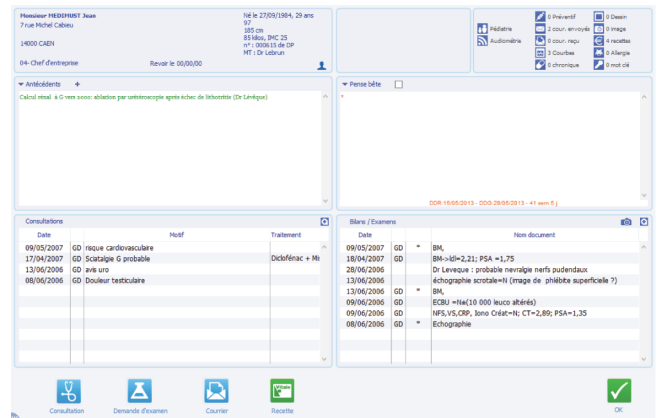 Monsieur MEDIMUST Jean
7 rue Michel Cabieu
14000 CAEN
04- Chef d'entreprise
Revoir le 00/00/00
Né le 27/09/1984, 29 ans
97
185 cm
85 kilos, IMC 25
n° : 000615 de DP
MT : Dr Lebrun
Pédiatre
Audiométrie
0 Préventif
2 cour. envoyés
0 cour. reçu
3 Courbes
0 chronique
0 Dessin
0 image
4 recettes
0 Allergie
0 mot clé
Antécédents +
Calcul rénal à G vers 2000: ablation par urétéroscopie après échec de lithotritie (Dr Lévêque)
Pense bête
*
DDR:15/05/2013 - DDG:29/05/2013 - 41 sem 5 j.
Consultations
Date Motif Traitement
09/05/2007 GD risque cardiovasculaire
17/04/2007 GD Sciatalgie G probable Diclofénac + Mis
13/06/2006 GD avis uro
08/06/2006 GD Douleur testiculaire
Bilans / Examens
Date Nom document
09/05/2007 GD * BM,
18/04/2007 GD BM->ldl=2,21; PSA =1,75
28/06/2006 Dr Leveque : probable nevralgie nerfs pudendaux
13/06/2006 échographie scrotale=N (image de phlébite superficielle ?)
13/06/2006 GD * BM,
09/06/2006 GD ECBU =N±(10 000 leuco altérés)
09/06/2006 GD NFS,VS,CRP, Iono Créat=N; CT=2,89; PSA=1,35
08/06/2006 GD * Echographie
Consultation
Demande d'examen
Courrier
Vitale
Recette
OK